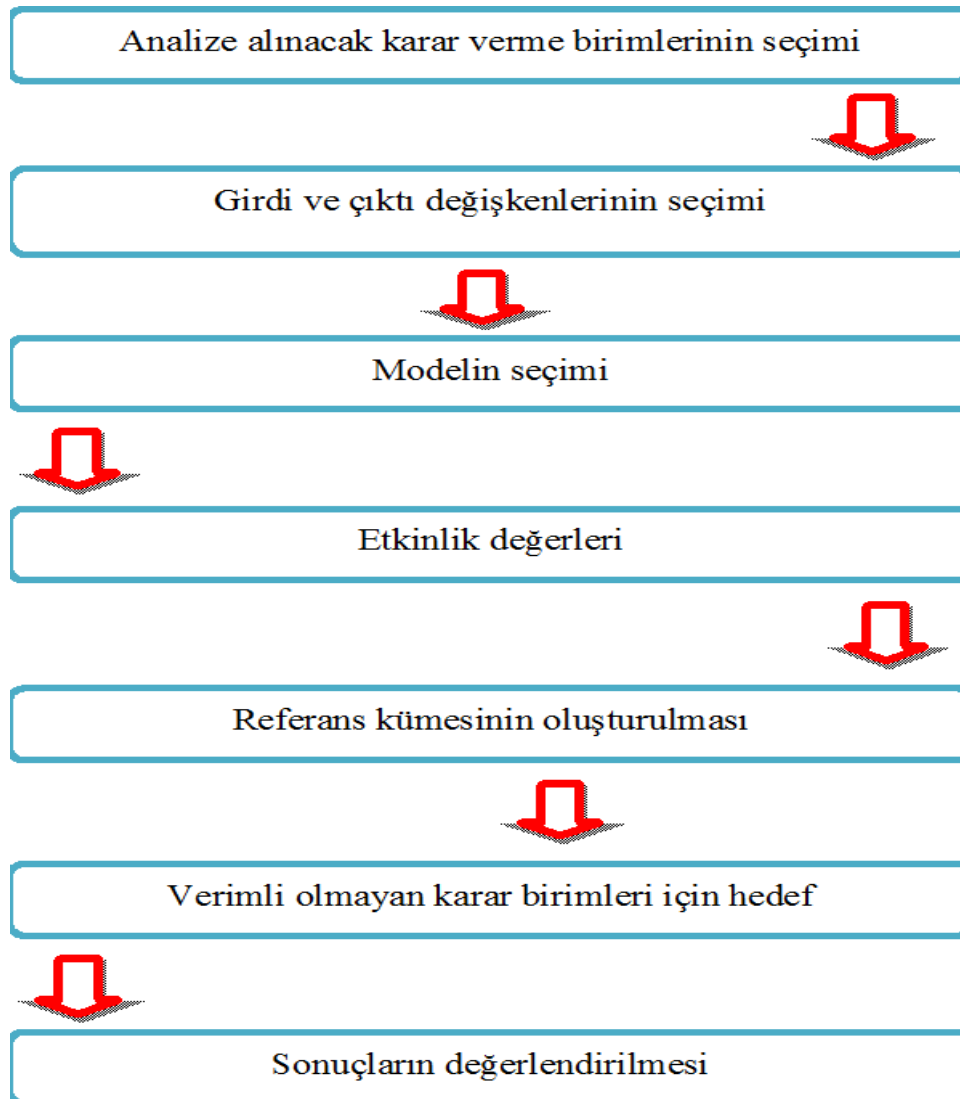 Analize alınacak karar verme birimlerinin seçimi
Girdi ve çıktı değişkenlerinin seçimi
Modelin seçimi
Etkinlik değerleri
Referans kümesinin oluşturulması
Verimli olmayan karar birimleri için hedef
Sonuçların değerlendirilmesi